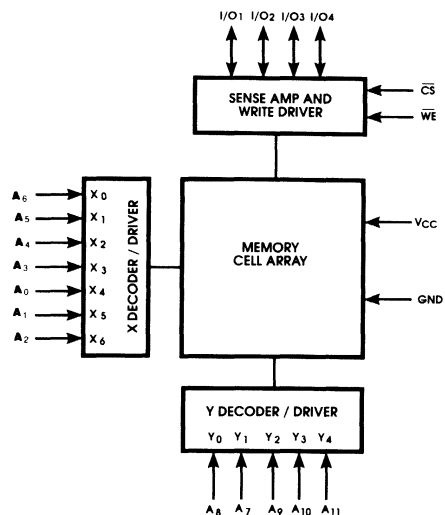 I/O1 I/O2 I/O3 I/O4
SENSE AMP AND
WRITE DRIVER
CS
WE
A6 X0
A5 X1
A4 X2
A3 X3
A0 X4
A1 X5
A2 X6
X DECODER / DRIVER
MEMORY
CELL ARRAY
VCC
GND
Y DECODER / DRIVER
Y0 Y1 Y2 Y3 Y4
A8 A7 A9 A10 A11